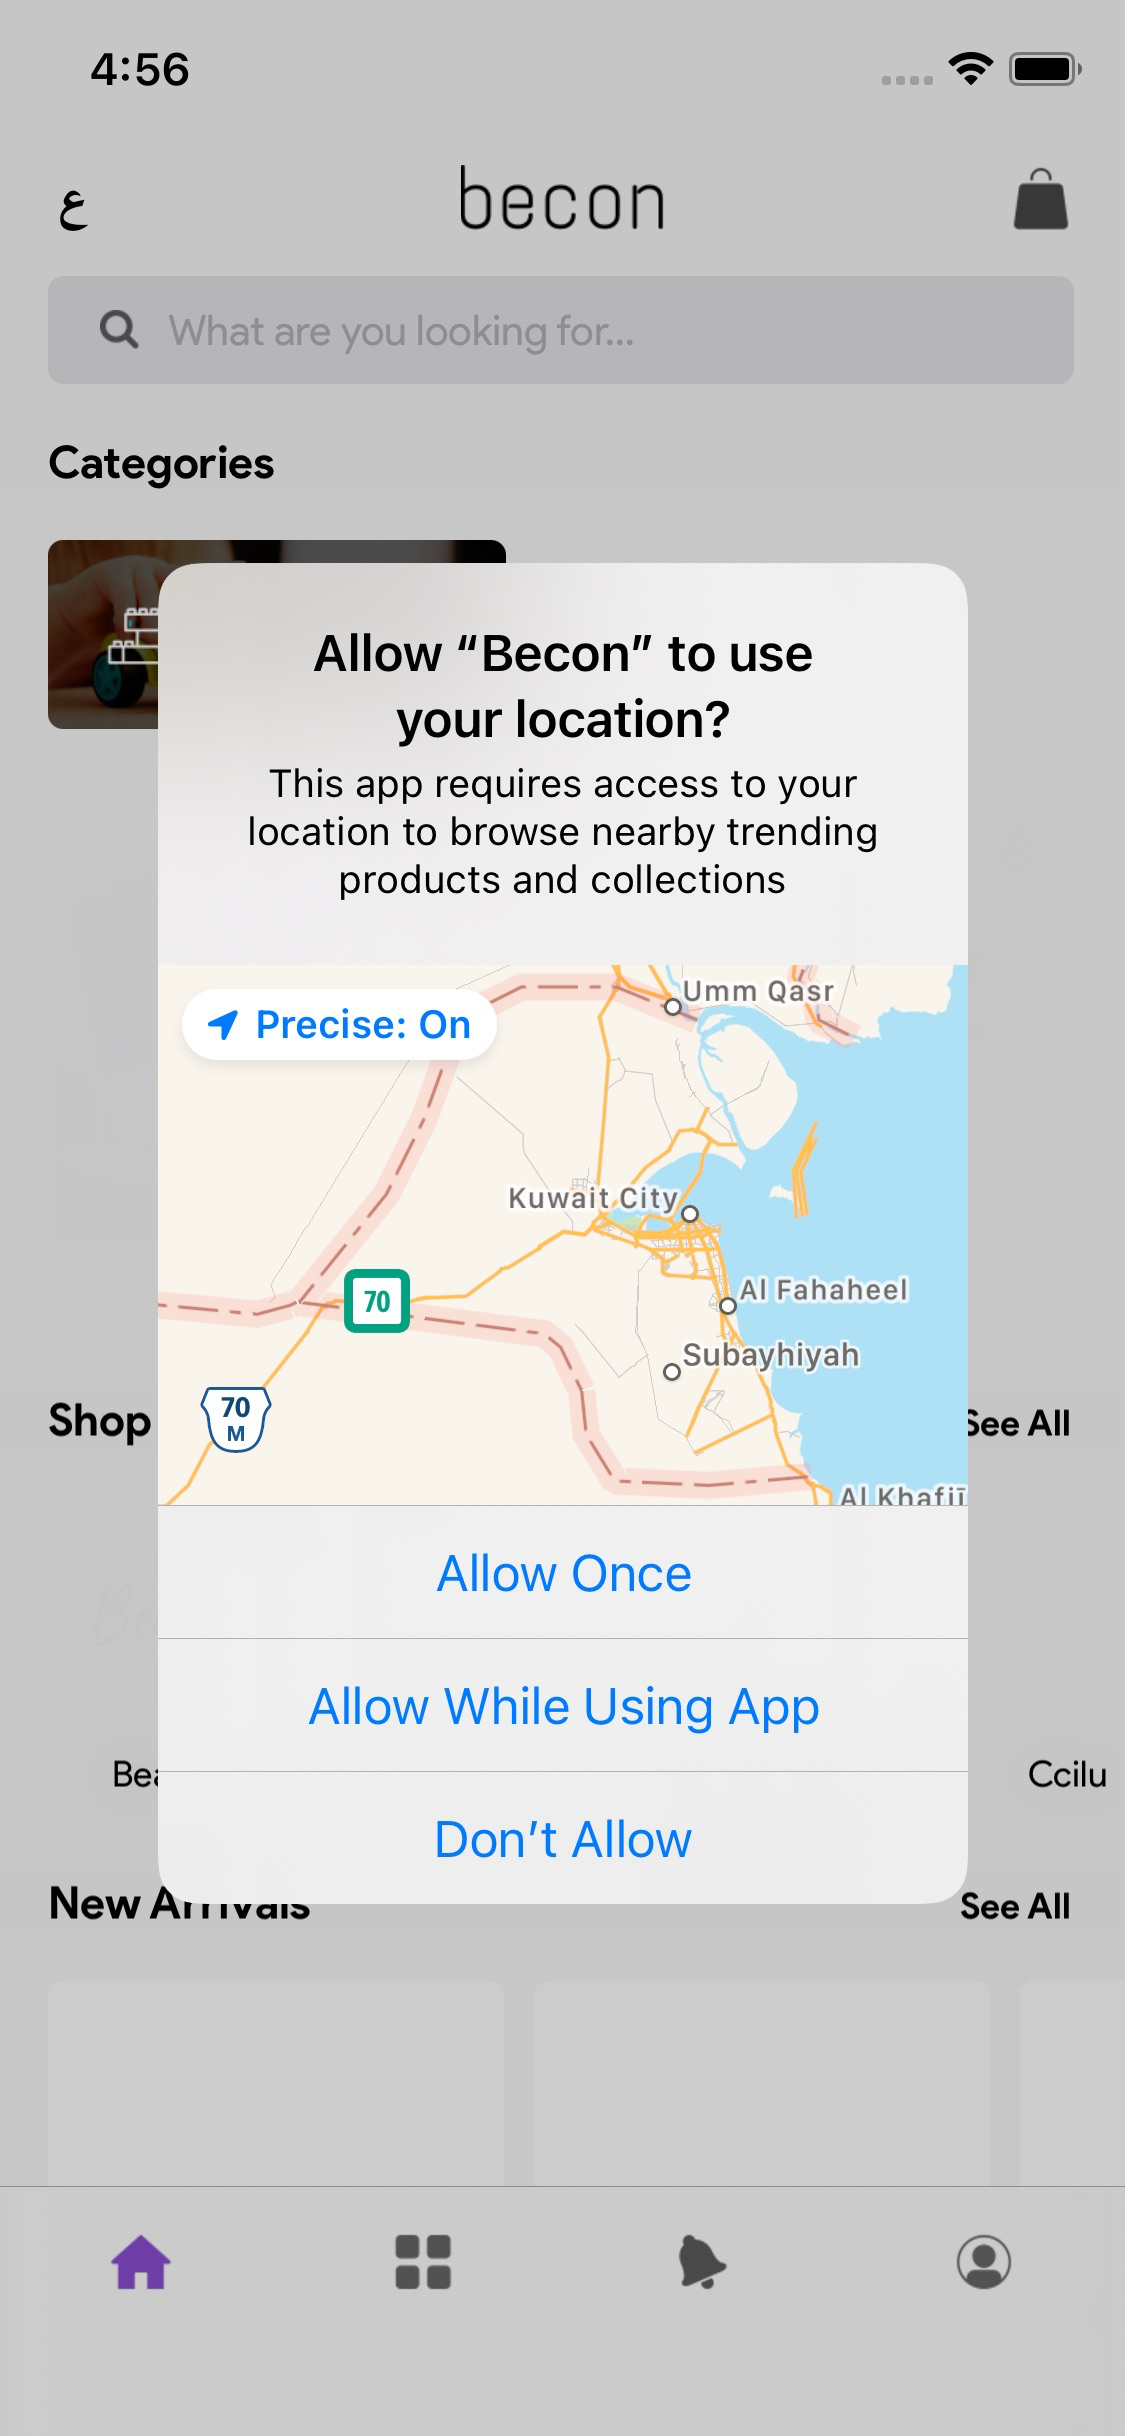 4:56
ع
becon
What are you looking for...
Categories
Allow “Becon” to use
your location?
This app requires access to your
location to browse nearby trending
products and collections
Precise: On
Umm Qasr
Kuwait City
Al Fahaheel
70
Subayhiyah
70
M
Shop
See All
Al Khafjī
Allow Once
Allow While Using App
Don’t Allow
Ccilu
New Arrivals
See All